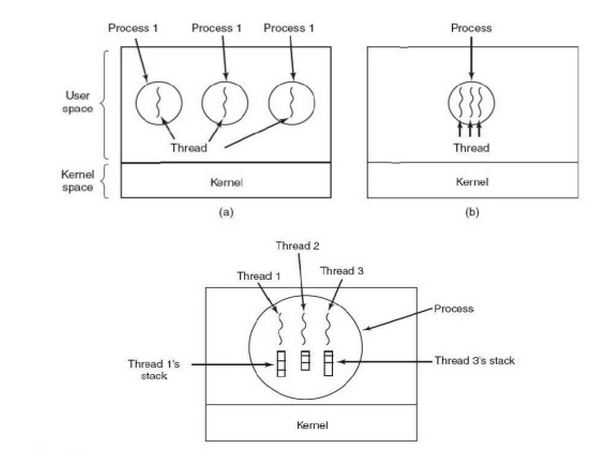 Process 1 Process 1 Process 1
Process
User
space
Thread
Thread
Kernel
space
Kernel
Kernel
(a)
(b)
Thread 2
Thread 1
Thread 3
Process
Thread 1's
stack
Thread 3's stack
Kernel